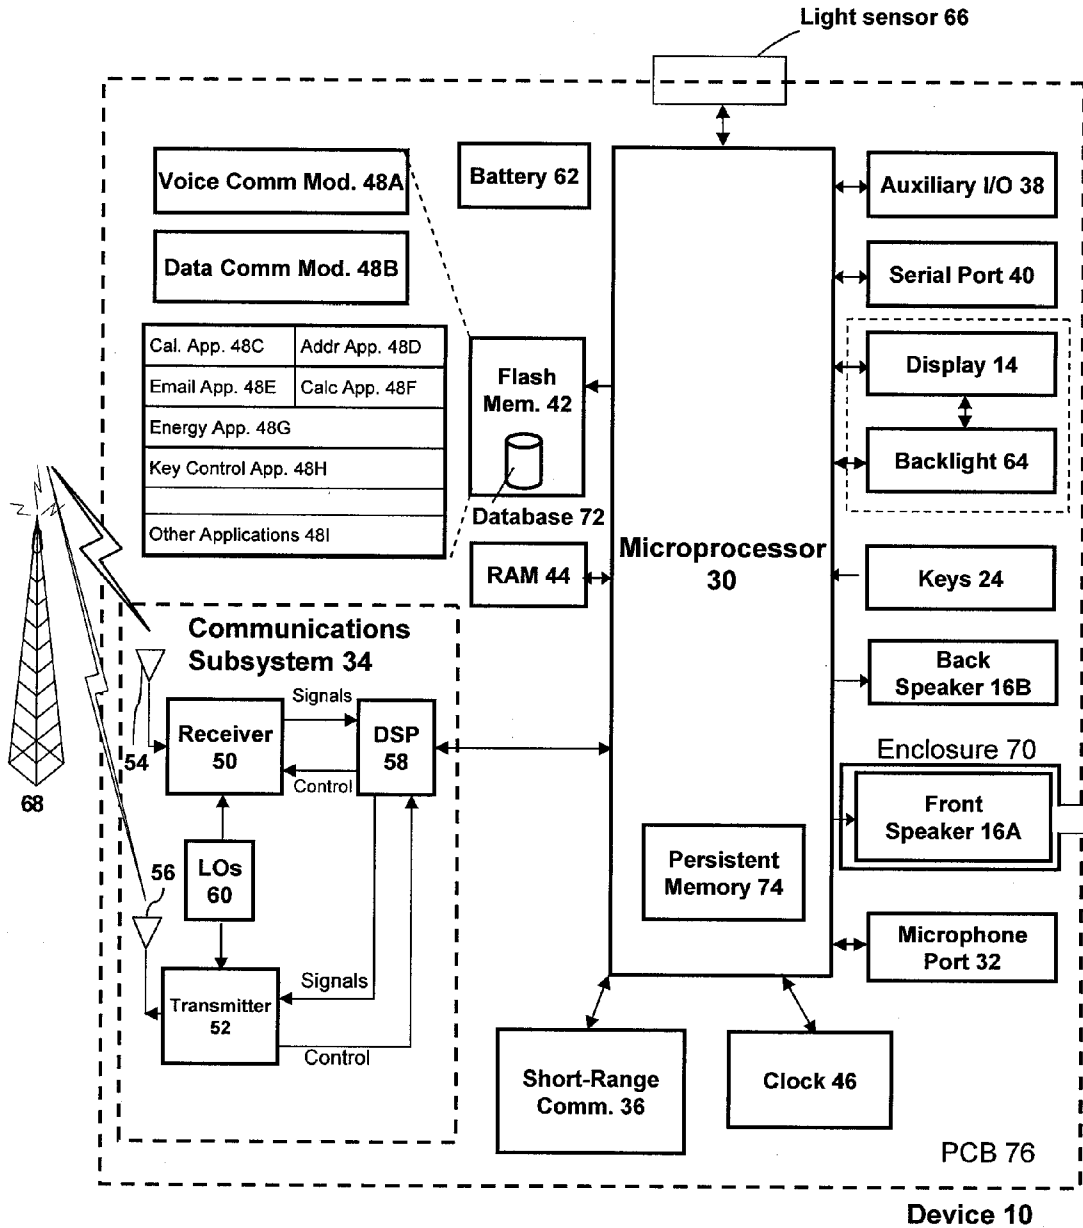 Light sensor 66
Voice Comm Mod. 48A
Battery 62
Auxiliary I/O 38
Data Comm Mod. 48B
Serial Port 40
Cal. App. 48C
Addr App. 48D
Email App. 48E
Calc App. 48F
Energy App. 48G
Key Control App. 48H
Other Applications 48I
Flash
Mem. 42
Database 72
RAM 44
Display 14
Backlight 64
Microprocessor
30
Keys 24
Communications
Subsystem 34
Back
Speaker 16B
Signals
Receiver
50
DSP
58
Control
54
68
Enclosure 70
Front
Speaker 16A
56
LOs
60
Persistent
Memory 74
Microphone
Port 32
Signals
Transmitter
52
Control
Short-Range
Comm. 36
Clock 46
PCB 76
Device 10